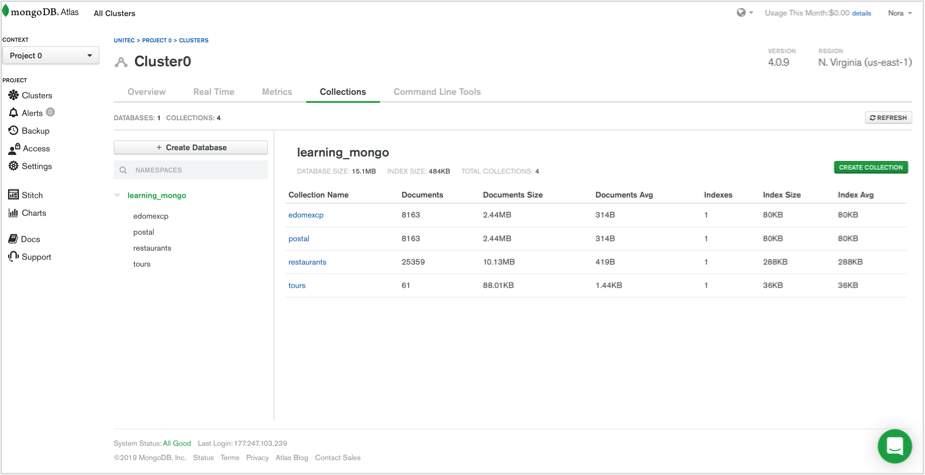 mongoDB. Atlas All Clusters Usage This Month:$0.00 details Nora
CONTEXT
Project 0
PROJECT
Clusters
Alerts 0
Backup
Access
Settings
Stitch
Charts
Docs
Support
UNITEC > PROJECT 0 > CLUSTERS
Cluster0
VERSION REGION
4.0.9 N. Virginia (us-east-1)
Overview Real Time Metrics Collections Command Line Tools
DATABASES: 1 COLLECTIONS: 4 REFRESH
+ Create Database
NAMESPACES
learning_mongo
edomexcp
postal
restaurants
tours
learning_mongo
DATABASE SIZE: 15.1MB INDEX SIZE: 484KB TOTAL COLLECTIONS: 4 CREATE COLLECTION
Collection Name Documents Documents Size Documents Avg Indexes Index Size Index Avg
edomexcp 8163 2.44MB 314B 1 80KB 80KB
postal 8163 2.44MB 314B 1 80KB 80KB
restaurants 25359 10.13MB 419B 1 288KB 288KB
tours 61 88.01KB 1.44KB 1 36KB 36KB
System Status: All Good Last Login: 177.247.103.239
©2019 MongoDB, Inc. Status Terms Privacy Atlas Blog Contact Sales